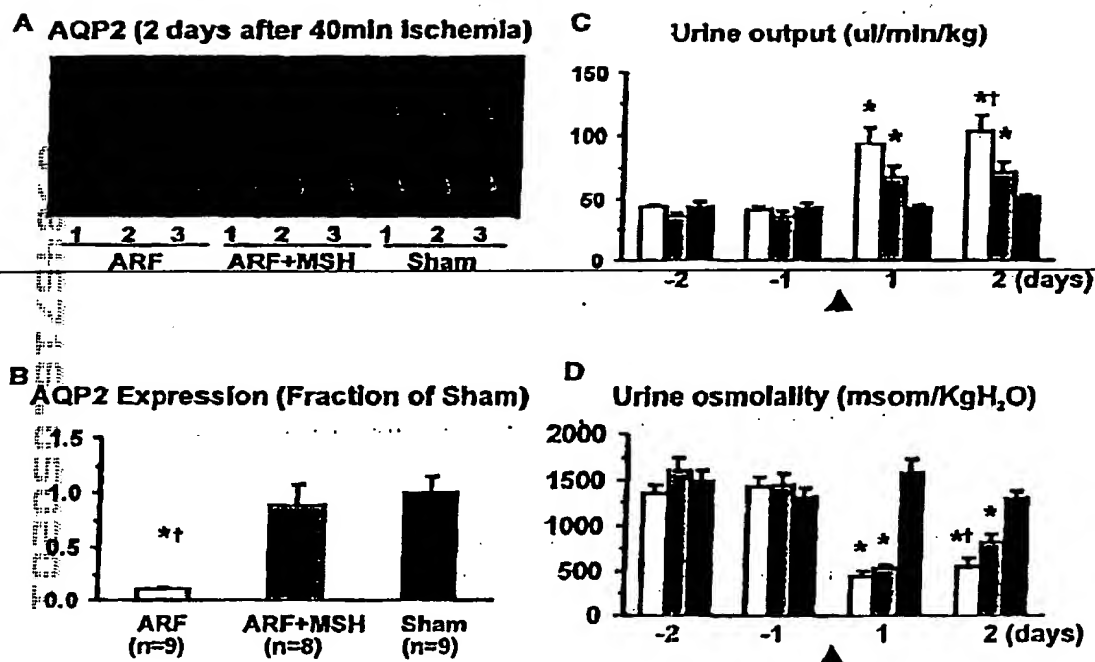 A AQP2 (2 days after 40min ischemia)
1 2 3 1 2 3 1 2 3
ARF ARF+MSH Sham
B
AQP2 Expression (Fraction of Sham)
1.5
1.0
0.5
0.0
*†
ARF ARF+MSH Sham
(n=9) (n=8) (n=9)
C
Urine output (ul/min/kg)
150
100
50
0
* * *† *
-2 -1 1 2 (days)
D
Urine osmolality (msom/KgH₂O)
2000
1500
1000
500
0
* * *† *
-2 -1 1 2 (days)